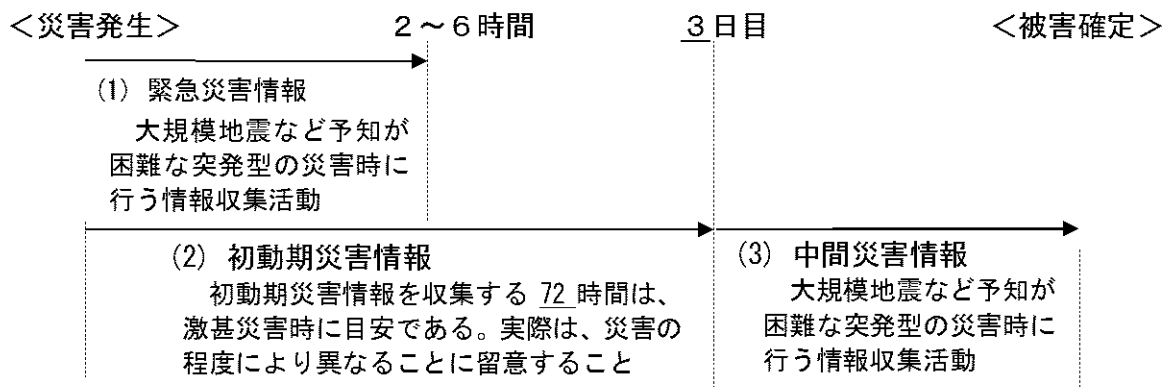 ＜災害発生＞ ２～６時間 ３日目 ＜被害確定＞
(1) 緊急災害情報
大規模地震など予知が
困難な突発型の災害時に
行う情報収集活動
(2) 初動期災害情報
初動期災害情報を収集する 72 時間は、
激甚災害時に目安である。実際は、災害の
程度により異なることに留意すること
(3) 中間災害情報
大規模地震など予知が
困難な突発型の災害時に
行う情報収集活動